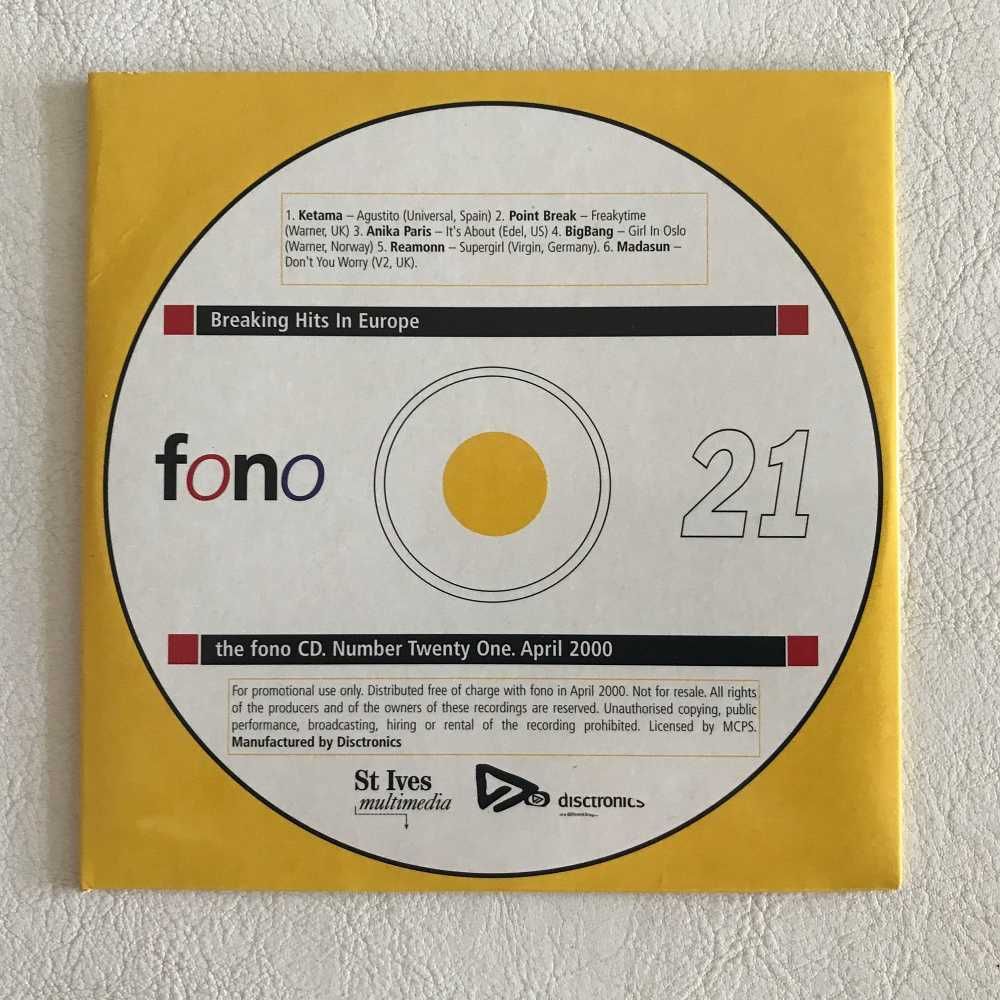 1. Ketama – Agustito (Universal, Spain) 2. Point Break – Freakytime
(Warner, UK) 3. Anika Paris – It's About (Edel, US) 4. BigBang – Girl In Oslo
(Warner, Norway) 5. Reamonn – Supergirl (Virgin, Germany). 6. Madasun –
Don't You Worry (V2, UK).
Breaking Hits In Europe
fono
21
the fono CD. Number Twenty One. April 2000
For promotional use only. Distributed free of charge with fono in April 2000. Not for resale. All rights
of the producers and of the owners of these recordings are reserved. Unauthorised copying, public
performance, broadcasting, hiring or rental of the recording prohibited. Licensed by MCPS.
Manufactured by Disctronics
St Ives
multimedia
disctronics